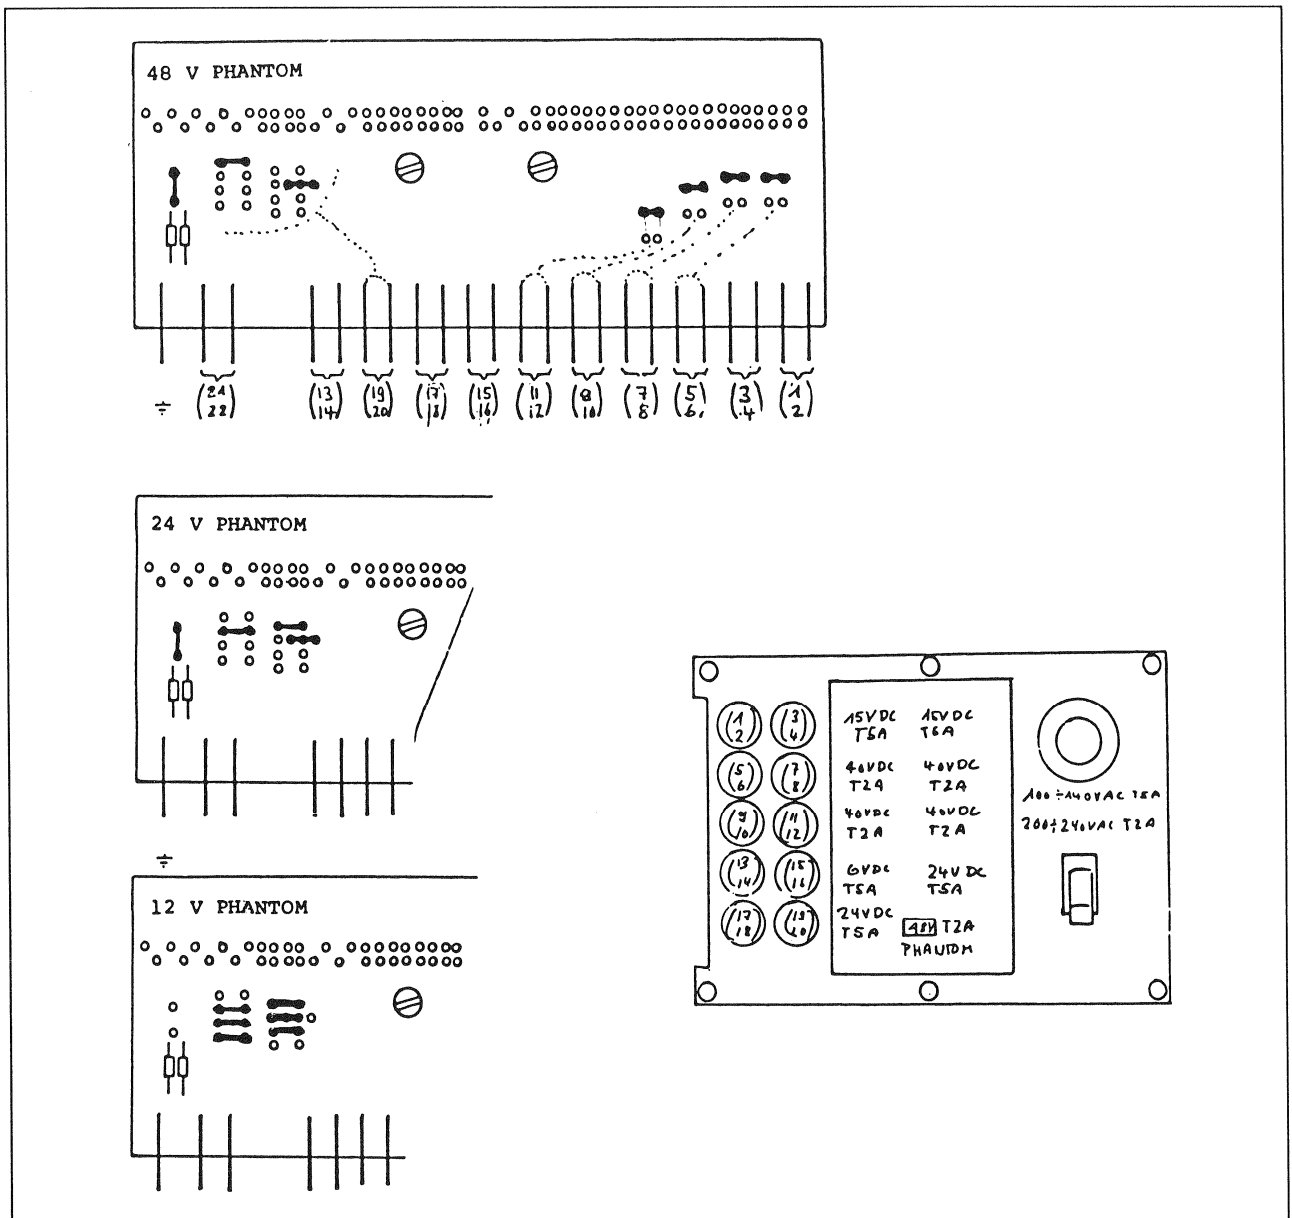 48 V PHANTOM
(21 22) (13 14) (19 20) (17 18) (15 16) (11 12) (9 10) (7 8) (5 6) (3 4) (1 2)
24 V PHANTOM
12 V PHANTOM
(1 2) (3 4) 15VDC T5A 15VDC T5A
(5 6) (7 8) 40VDC T2A 40VDC T2A
(9 10) (11 12) 40VDC T2A 40VDC T2A
(13 14) (15 16) 6VDC T5A 24VDC T5A
(17 18) (19 20) 24VDC T5A 48V T2A PHANTOM
100÷140VAC T5A
200÷240VAC T2A